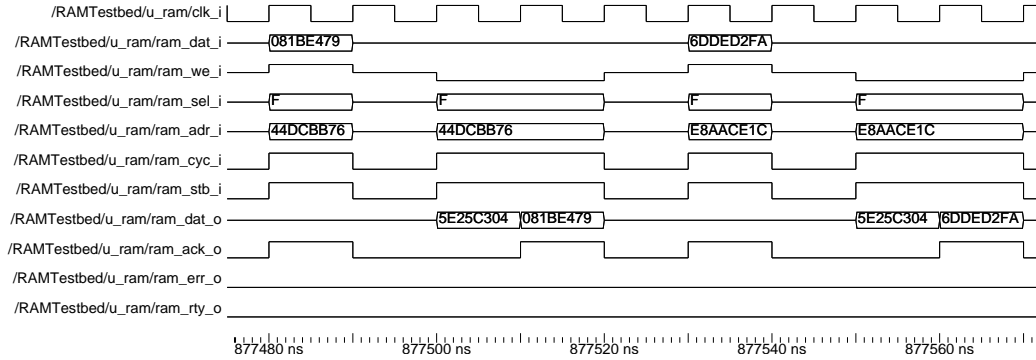 /RAMTestbed/u_ram/clk_i
/RAMTestbed/u_ram/ram_dat_i 081BE479 6DDED2FA
/RAMTestbed/u_ram/ram_we_i
/RAMTestbed/u_ram/ram_sel_i F F F F
/RAMTestbed/u_ram/ram_adr_i 44DCBB76 44DCBB76 E8AACE1C E8AACE1C
/RAMTestbed/u_ram/ram_cyc_i
/RAMTestbed/u_ram/ram_stb_i
/RAMTestbed/u_ram/ram_dat_o 5E25C304 081BE479 5E25C304 6DDED2FA
/RAMTestbed/u_ram/ram_ack_o
/RAMTestbed/u_ram/ram_err_o
/RAMTestbed/u_ram/ram_rty_o
877480 ns 877500 ns 877520 ns 877540 ns 877560 ns